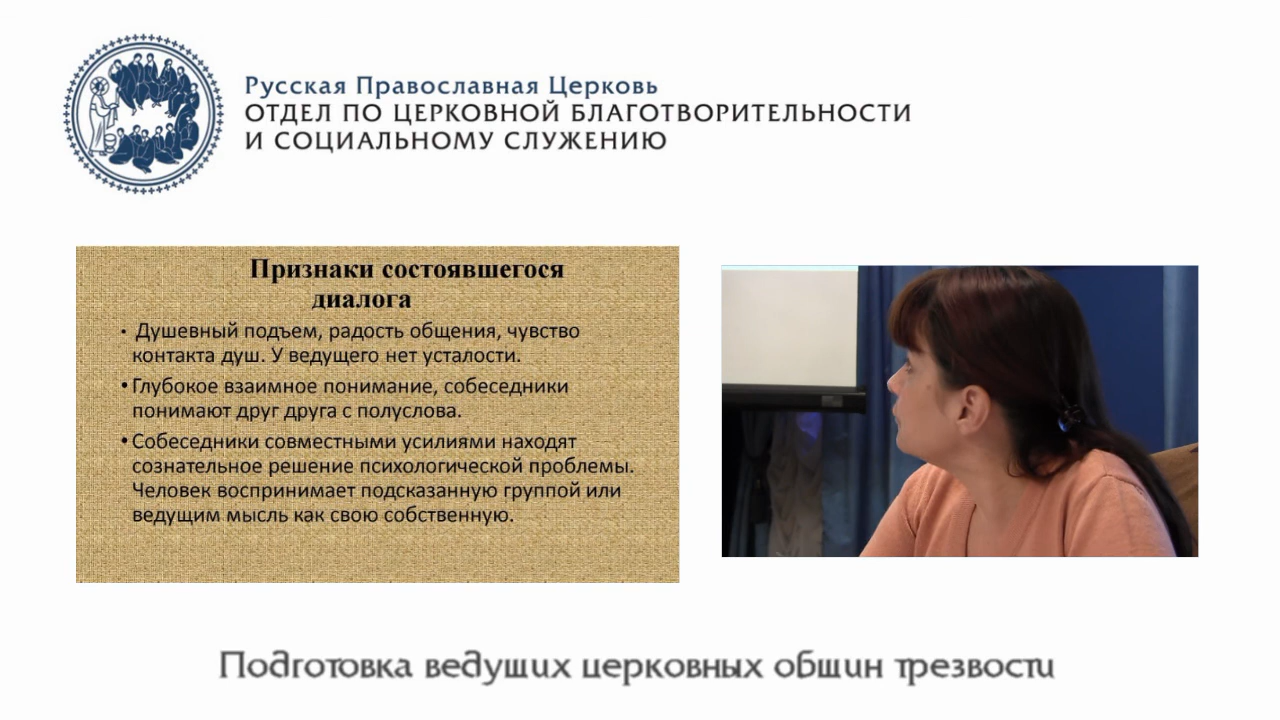 Русская Православная Церковь
ОТДЕЛ ПО ЦЕРКОВНОЙ БЛАГОТВОРИТЕЛЬНОСТИ
И СОЦИАЛЬНОМУ СЛУЖЕНИЮ
Признаки состоявшегося
диалога
• Душевный подъем, радость общения, чувство
контакта душ. У ведущего нет усталости.
• Глубокое взаимное понимание, собеседники
понимают друг друга с полуслова.
• Собеседники совместными усилиями находят
сознательное решение психологической проблемы.
Человек воспринимает подсказанную группой или
ведущим мысль как свою собственную.
Подготовка ведущих церковных общин трезвости